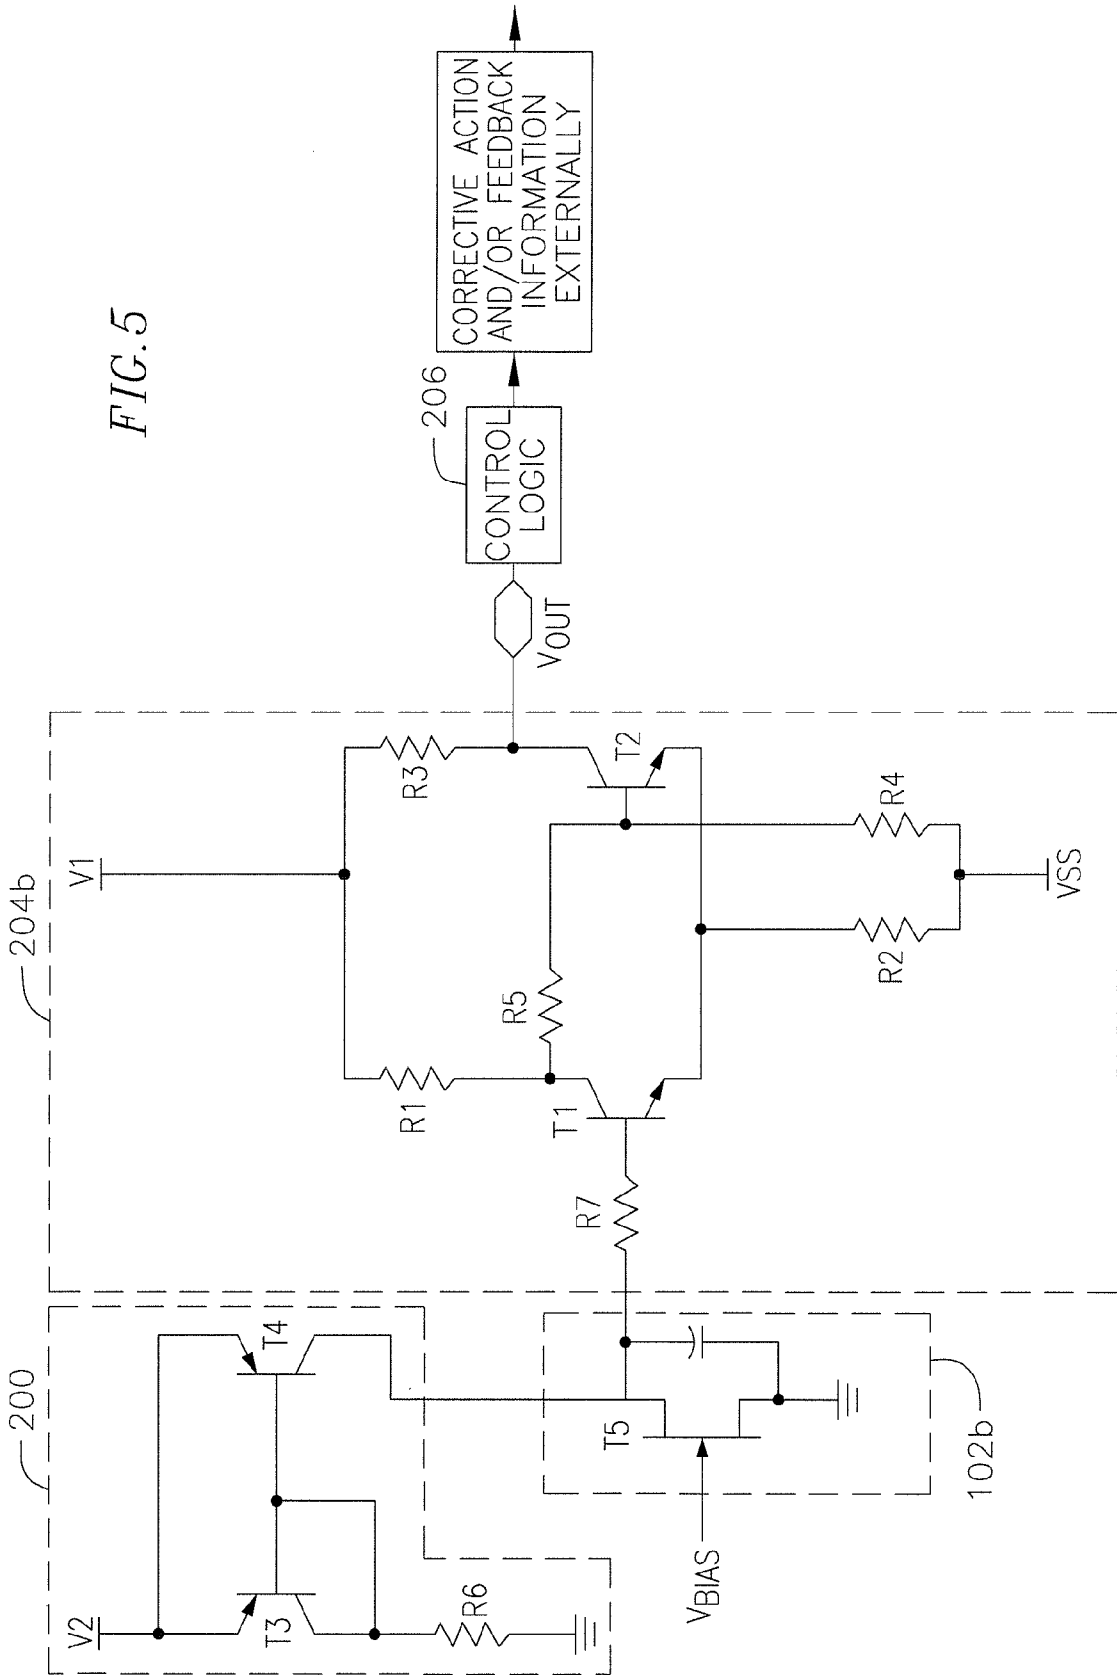 FIG.5
200
V2
T3
T4
R6
VBIAS
T5
102b
204b
V1
R1
R3
R5
R7
T1
T2
R2
R4
VSS
VOUT
206
CONTROL
LOGIC
CORRECTIVE ACTION
AND/OR FEEDBACK
INFORMATION
EXTERNALLY